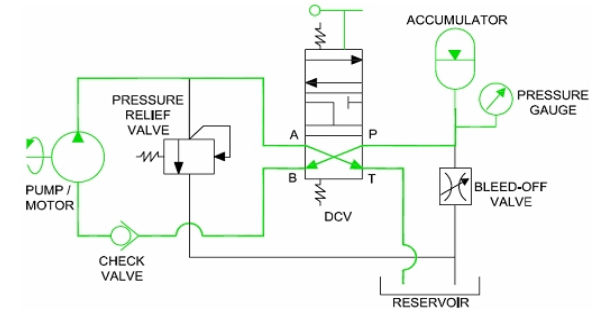 ACCUMULATOR
PRESSURE
GAUGE
PRESSURE
RELIEF
VALVE
A
P
B
T
PUMP /
MOTOR
DCV
BLEED-OFF
VALVE
CHECK
VALVE
RESERVOIR